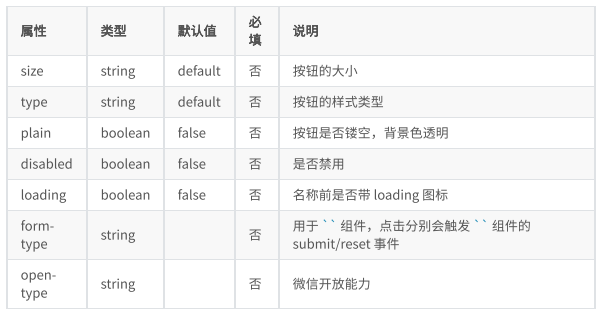 属性 类型 默认值 必填 说明
size string default 否 按钮的大小
type string default 否 按钮的样式类型
plain boolean false 否 按钮是否镂空，背景色透明
disabled boolean false 否 是否禁用
loading boolean false 否 名称前是否带 loading 图标
form-type string 否 用于 `` 组件，点击分别会触发 `` 组件的
submit/reset 事件
open-type string 否 微信开放能力